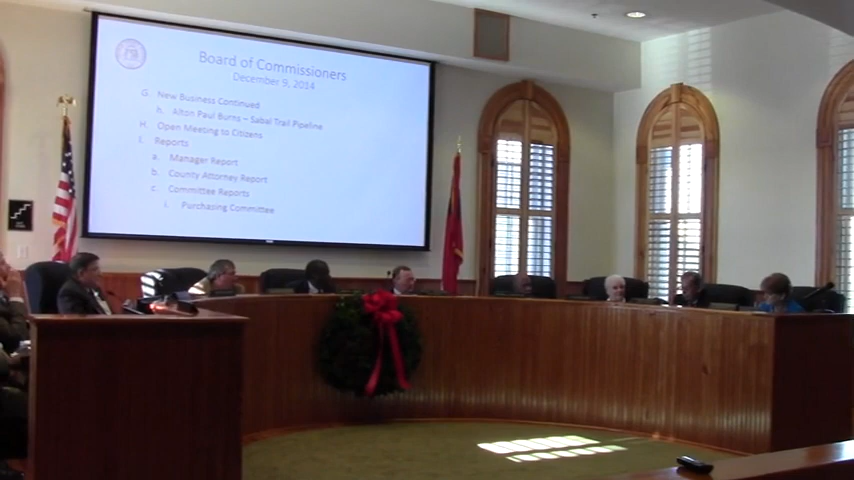 Board of Commissioners
December 9, 2014
G. New Business Continued
h. Alton Paul Burns – Sabal Trail Pipeline
H. Open Meeting to Citizens
I. Reports
a. Manager Report
b. County Attorney Report
c. Committee Reports
i. Purchasing Committee